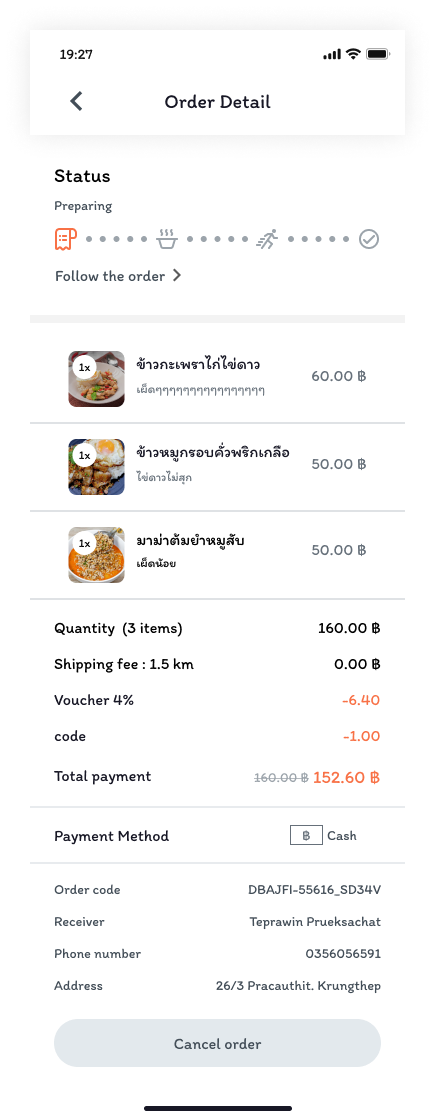 19:27
Order Detail
Status
Preparing
Follow the order
1x
ข้าวกะเพราไก่ไข่ดาว
60.00 ฿
เผ็ดๆๆๆๆๆๆๆๆๆๆๆๆๆๆๆๆ
1x
ข้าวหมูกรอบคั่วพริกเกลือ
50.00 ฿
ไข่ดาวไม่สุก
1x
มาม่าต้มยำหมูสับ
50.00 ฿
เผ็ดน้อย
Quantity (3 items) 160.00 ฿
Shipping fee : 1.5 km 0.00 ฿
Voucher 4% -6.40
code -1.00
Total payment 160.00 ฿ 152.60 ฿
Payment Method ฿ Cash
Order code DBAJFI-55616_SD34V
Receiver Teprawin Prueksachat
Phone number 0356056591
Address 26/3 Pracauthit. Krungthep
Cancel order